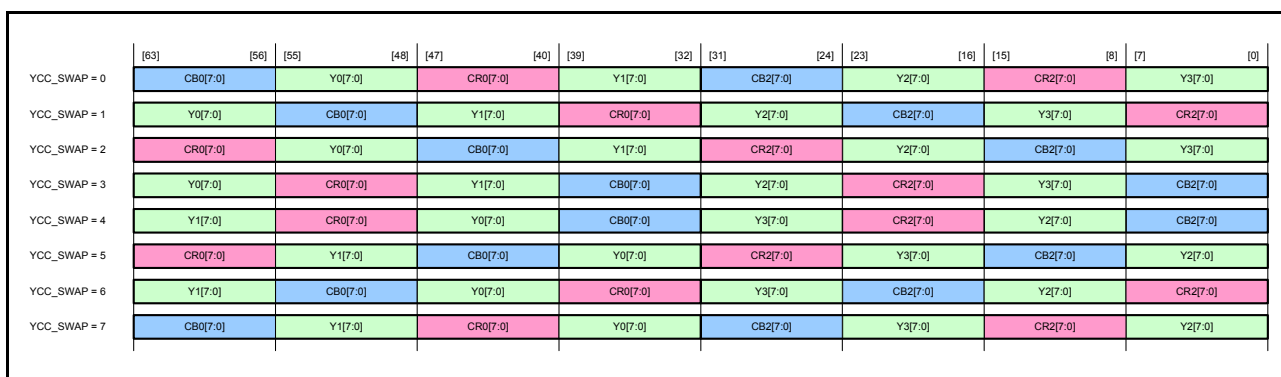 [63] [56] [55] [48] [47] [40] [39] [32] [31] [24] [23] [16] [15] [8] [7] [0]
YCC_SWAP = 0 CB0[7:0] Y0[7:0] CR0[7:0] Y1[7:0] CB2[7:0] Y2[7:0] CR2[7:0] Y3[7:0]
YCC_SWAP = 1 Y0[7:0] CB0[7:0] Y1[7:0] CR0[7:0] Y2[7:0] CB2[7:0] Y3[7:0] CR2[7:0]
YCC_SWAP = 2 CR0[7:0] Y0[7:0] CB0[7:0] Y1[7:0] CR2[7:0] Y2[7:0] CB2[7:0] Y3[7:0]
YCC_SWAP = 3 Y0[7:0] CR0[7:0] Y1[7:0] CB0[7:0] Y2[7:0] CR2[7:0] Y3[7:0] CB2[7:0]
YCC_SWAP = 4 Y1[7:0] CR0[7:0] Y0[7:0] CB0[7:0] Y3[7:0] CR2[7:0] Y2[7:0] CB2[7:0]
YCC_SWAP = 5 CR0[7:0] Y1[7:0] CB0[7:0] Y0[7:0] CR2[7:0] Y3[7:0] CB2[7:0] Y2[7:0]
YCC_SWAP = 6 Y1[7:0] CB0[7:0] Y0[7:0] CR0[7:0] Y3[7:0] CB2[7:0] Y2[7:0] CR2[7:0]
YCC_SWAP = 7 CB0[7:0] Y1[7:0] CR0[7:0] Y0[7:0] CB2[7:0] Y3[7:0] CR2[7:0] Y2[7:0]